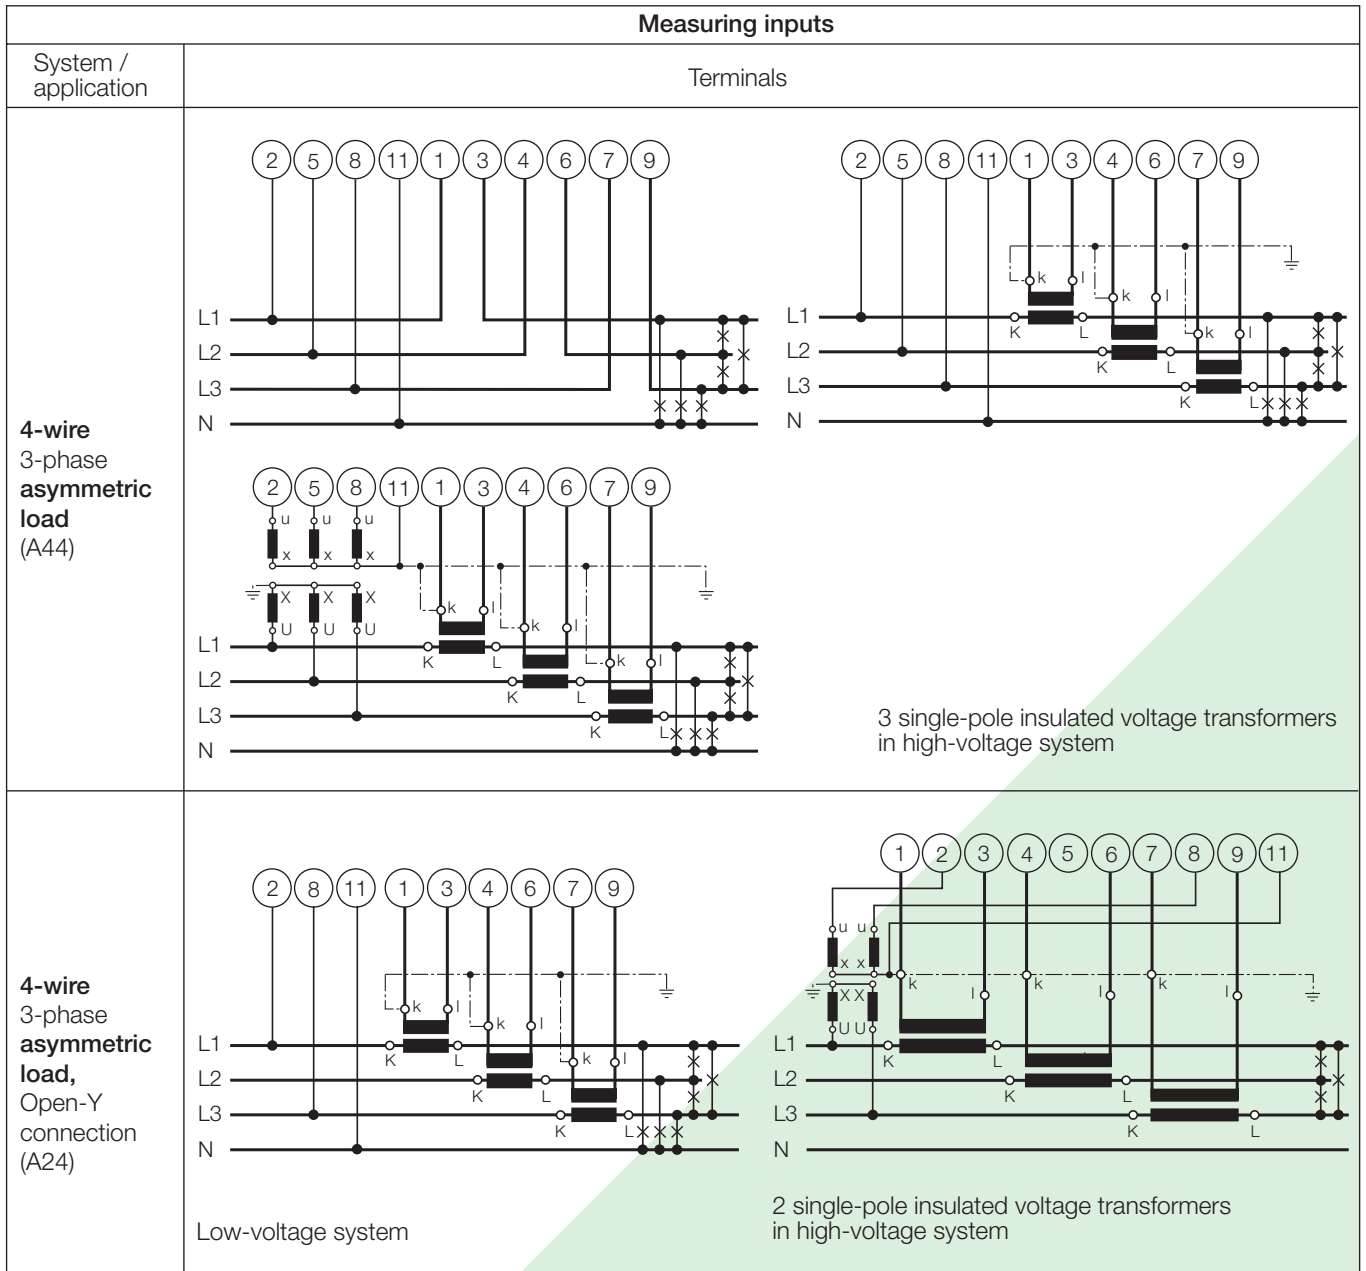 Measuring inputs
System /
application
Terminals
4-wire
3-phase
asymmetric
load
(A44)
2 5 8 11 1 3 4 6 7 9
L1
L2
L3
N
2 5 8 11 1 3 4 6 7 9
k l
k l
k l
L1
K L
L2
K L
L3
K L
N
2 5 8 11 1 3 4 6 7 9
u u u
x x x
X X X
k l
U U U
k l
L1
K L
k l
L2
K L
L3
K L
N
3 single-pole insulated voltage transformers
in high-voltage system
4-wire
3-phase
asymmetric
load,
Open-Y
connection
(A24)
2 8 11 1 3 4 6 7 9
k l
k l
L1
K L
k l
L2
K L
L3
K L
N
Low-voltage system
1 2 3 4 5 6 7 8 9 11
u u
x x
k k k
X X
l l l
U U
L1
K L
L2
K L
L3
K L
N
2 single-pole insulated voltage transformers
in high-voltage system